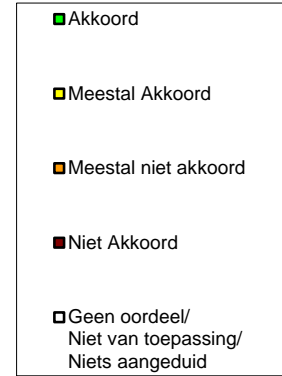 Akkoord
Meestal Akkoord
Meestal niet akkoord
Niet Akkoord
Geen oordeel/
Niet van toepassing/
Niets aangeduid